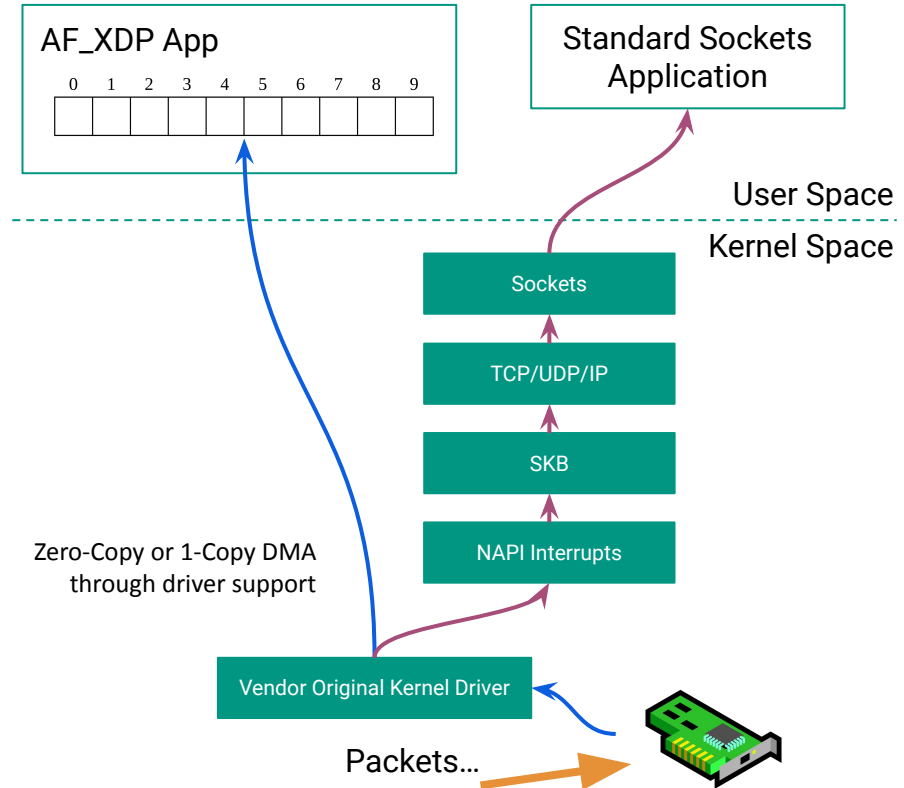 AF_XDP App
0 1 2 3 4 5 6 7 8 9
Standard Sockets
Application
User Space
Kernel Space
Sockets
TCP/UDP/IP
SKB
NAPI Interrupts
Zero-Copy or 1-Copy DMA
through driver support
Vendor Original Kernel Driver
Packets...